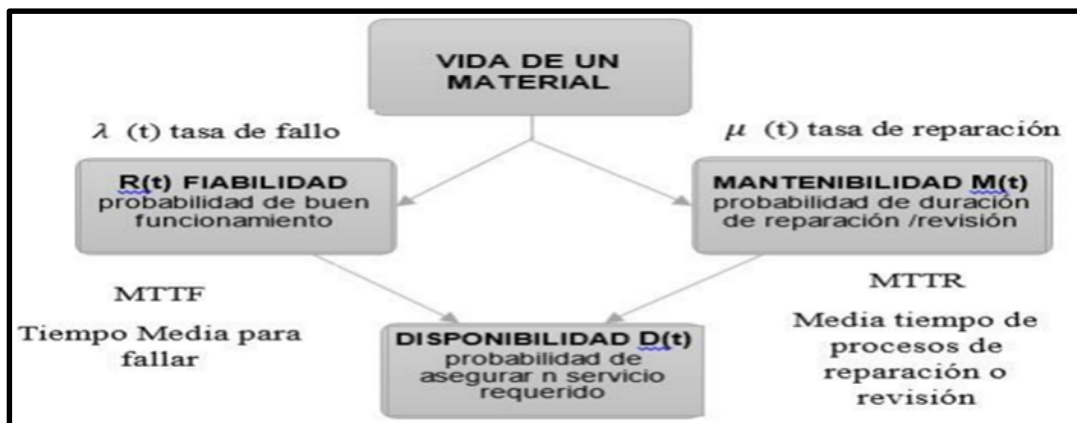 VIDA DE UN
MATERIAL
λ (t) tasa de fallo
μ (t) tasa de reparación
R(t) FIABILIDAD
probabilidad de buen
funcionamiento
MANTENIBILIDAD M(t)
probabilidad de duración
de reparación /revisión
MTTF
Tiempo Media para
fallar
MTTR
Media tiempo de
procesos de
reparación o
revisión
DISPONIBILIDAD D(t)
probabilidad de
asegurar n servicio
requerido